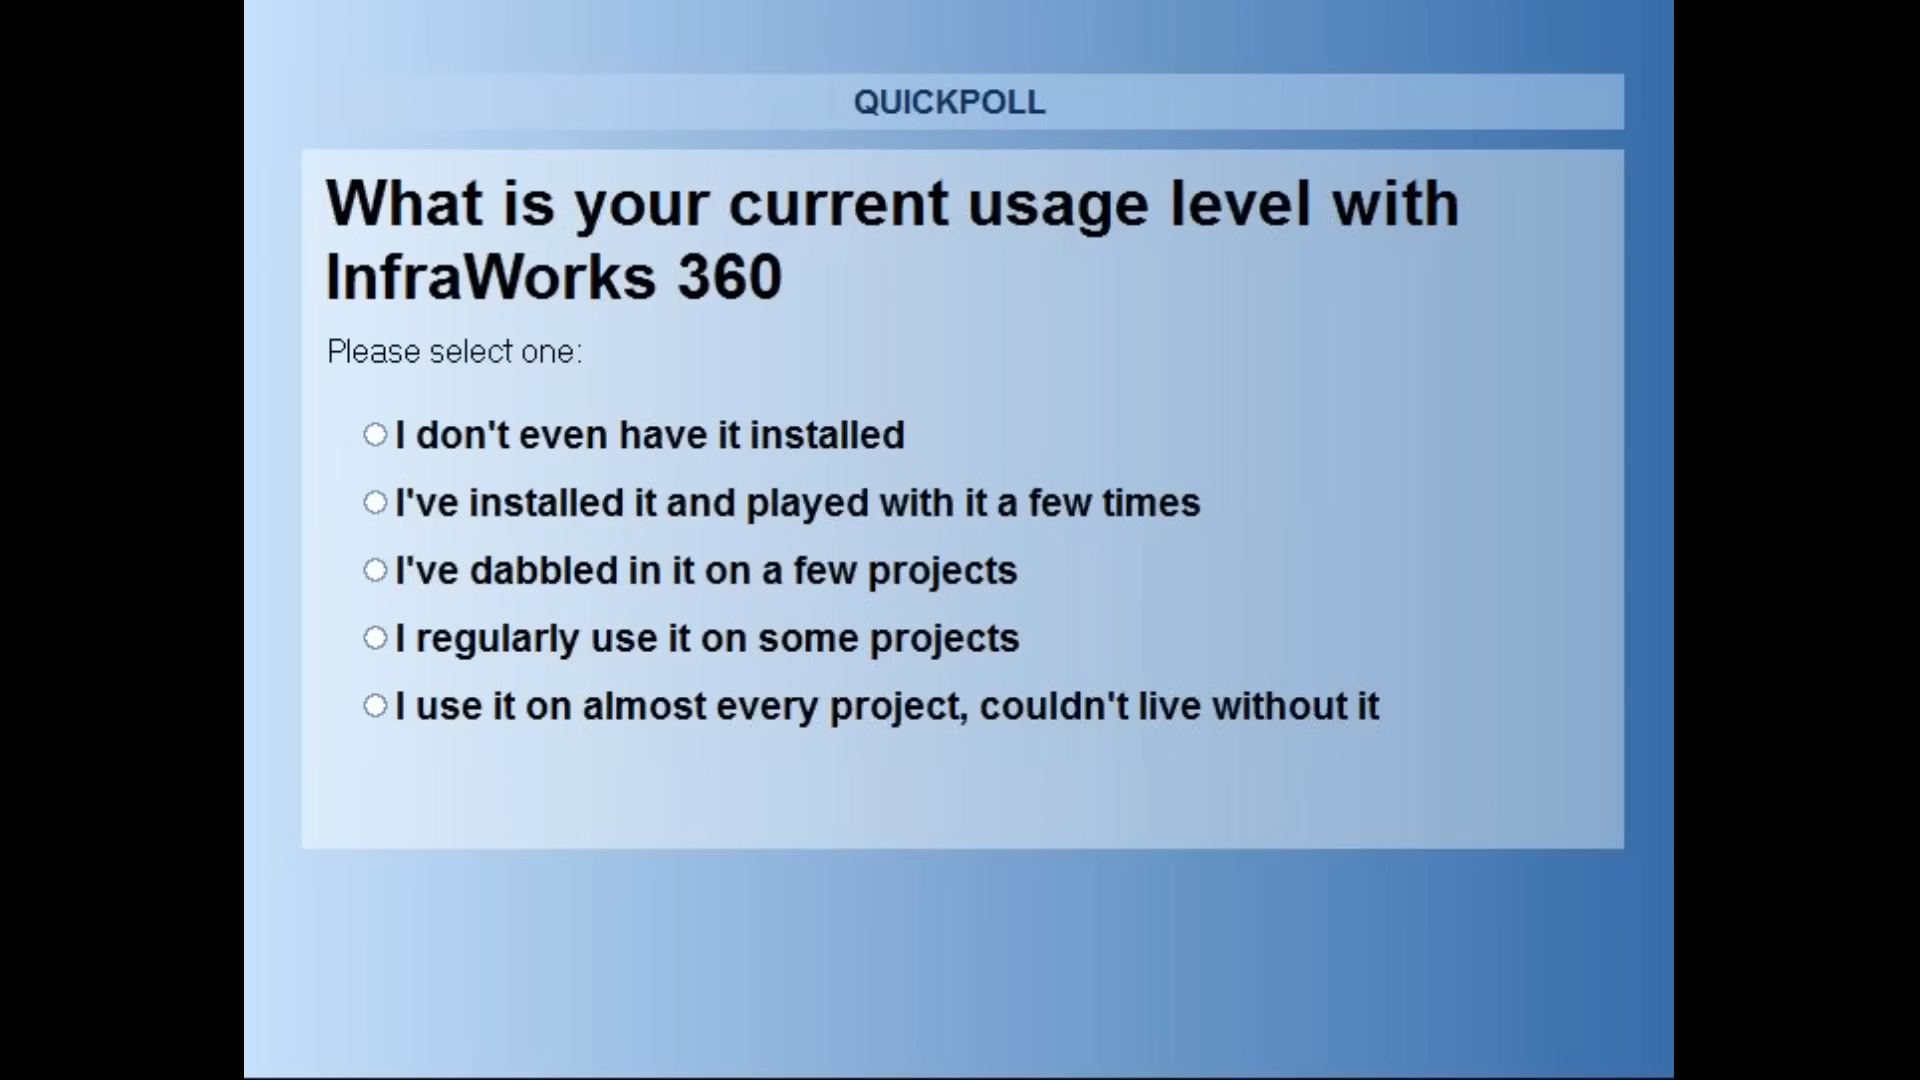 QUICKPOLL
What is your current usage level with
InfraWorks 360
Please select one:
I don't even have it installed
I've installed it and played with it a few times
I've dabbled in it on a few projects
I regularly use it on some projects
I use it on almost every project, couldn't live without it